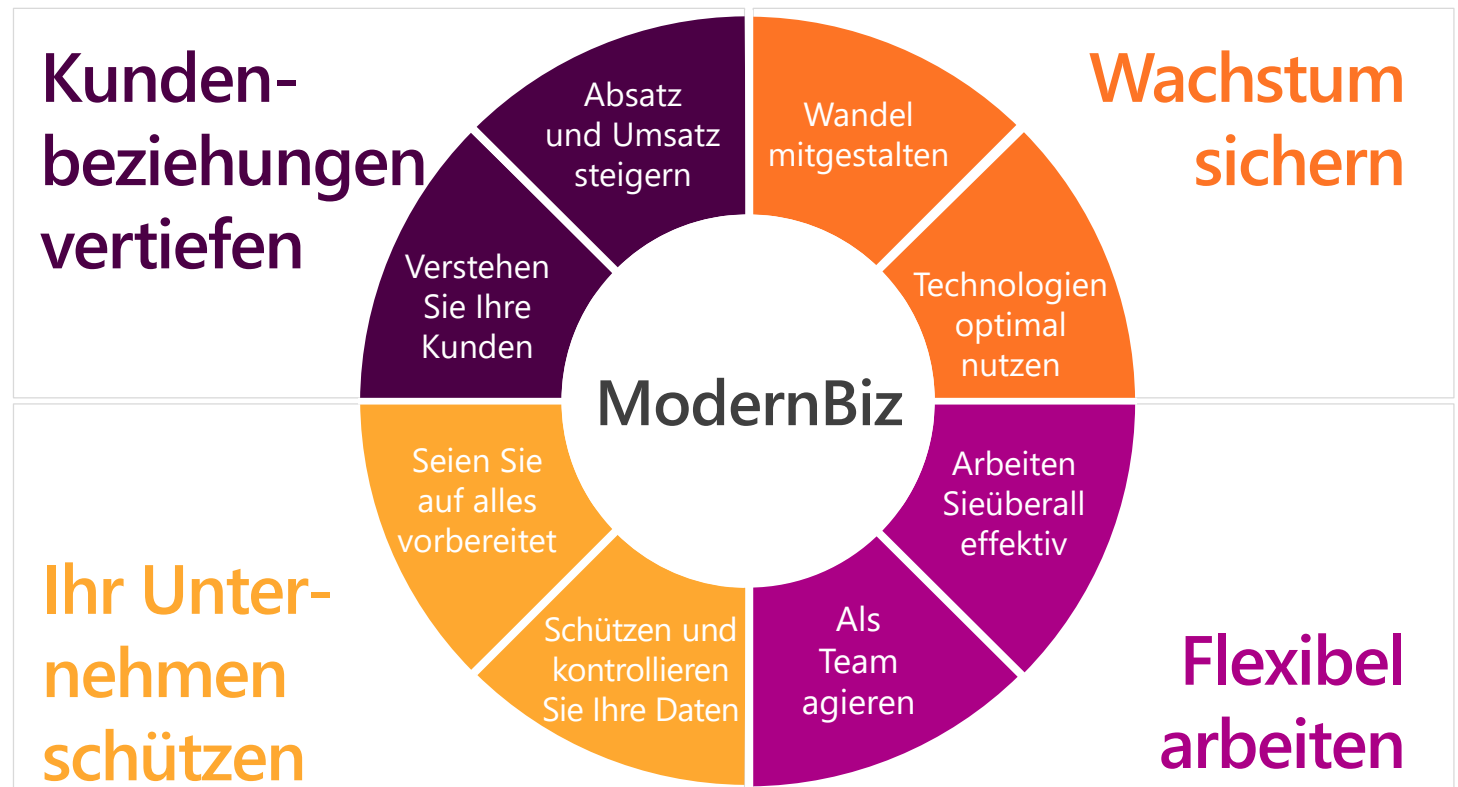 Kunden-
beziehungen
vertiefen
Absatz
und Umsatz
steigern
Verstehen
Sie Ihre
Kunden
Wachstum
sichern
Wandel
mitgestalten
Technologien
optimal
nutzen
ModernBiz
Ihr Unter-
nehmen
schützen
Seien Sie
auf alles
vorbereitet
Schützen und
kontrollieren
Sie Ihre Daten
Arbeiten
Sieüberall
effektiv
Als
Team
agieren
Flexibel
arbeiten